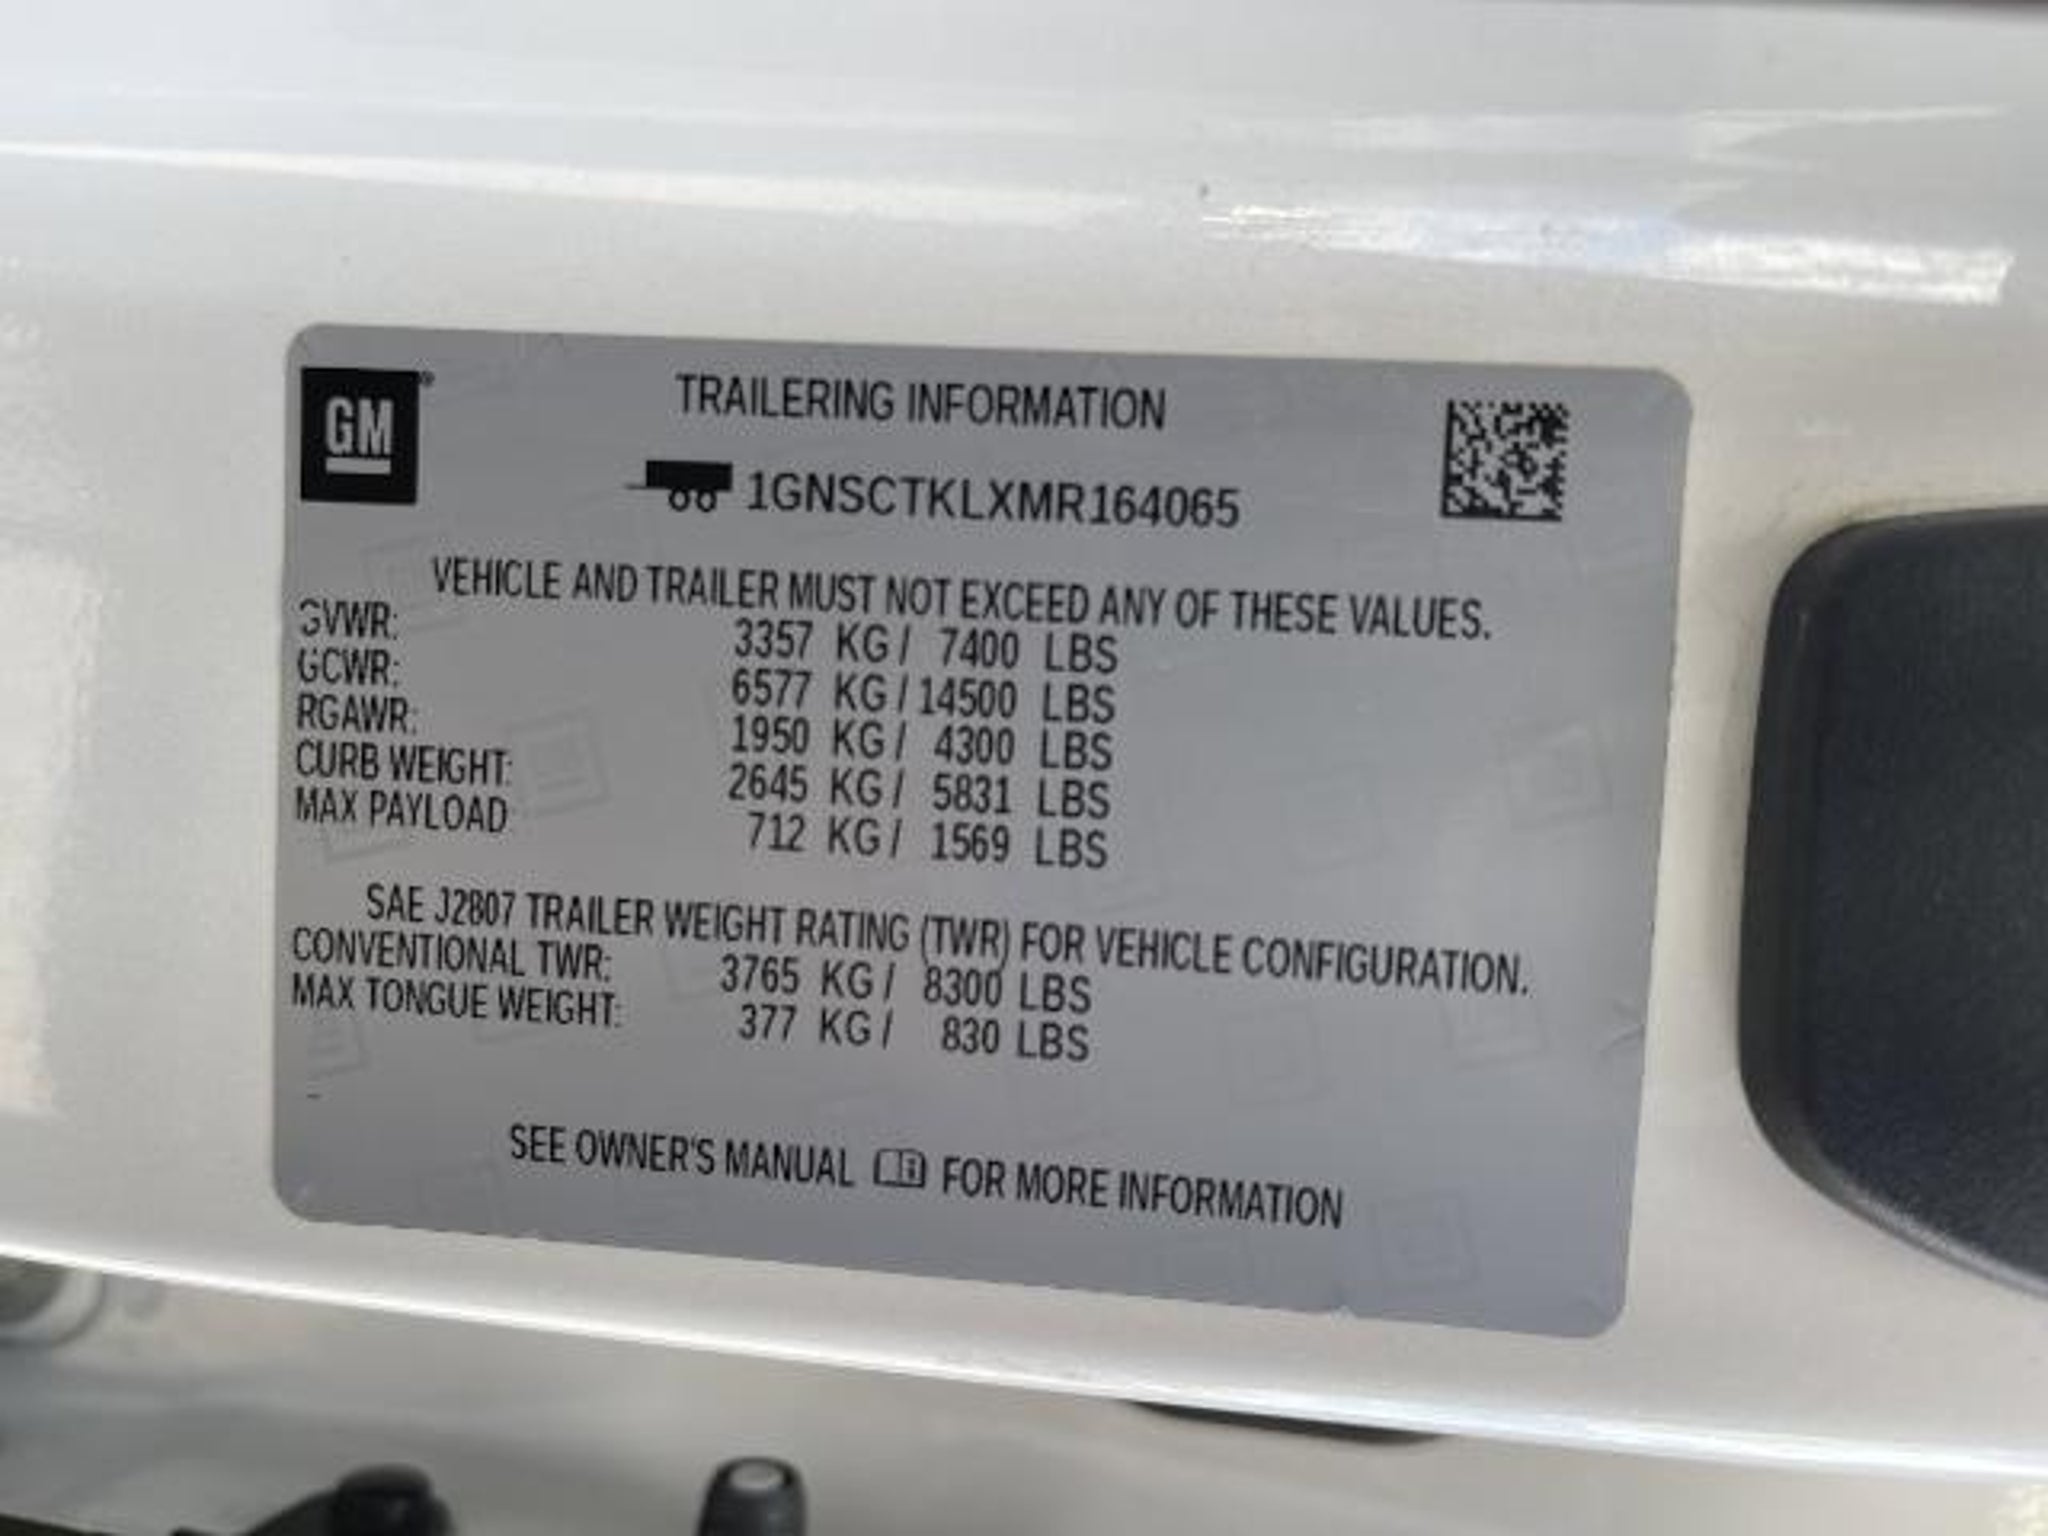 GM®
TRAILERING INFORMATION
1GNSCTKLXMR164065
VEHICLE AND TRAILER MUST NOT EXCEED ANY OF THESE VALUES.
GVWR: 3357 KG / 7400 LBS
GCWR: 6577 KG / 14500 LBS
RGAWR: 1950 KG / 4300 LBS
CURB WEIGHT: 2645 KG / 5831 LBS
MAX PAYLOAD 712 KG / 1569 LBS
SAE J2807 TRAILER WEIGHT RATING (TWR) FOR VEHICLE CONFIGURATION.
CONVENTIONAL TWR: 3765 KG / 8300 LBS
MAX TONGUE WEIGHT: 377 KG / 830 LBS
-
SEE OWNER'S MANUAL FOR MORE INFORMATION